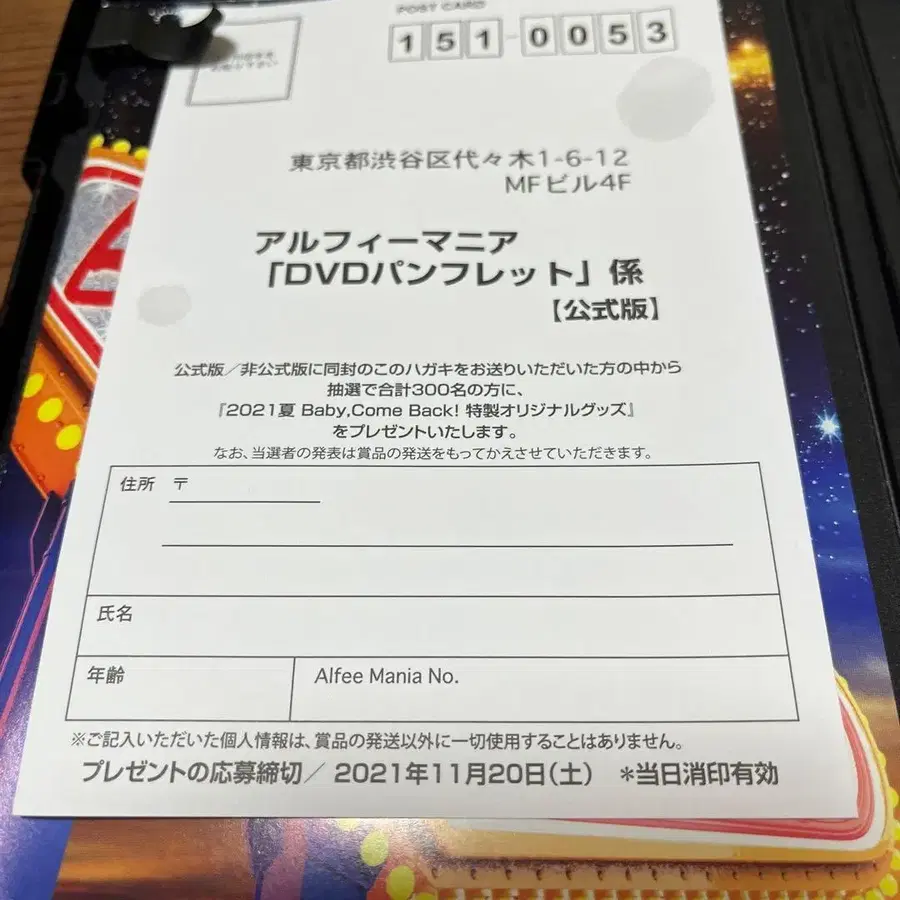 POST CARD
151-0053
東京都渋谷区代々木1-6-12
MFビル4F
アルフィーマニア
「DVDパンフレット」係
【公式版】
公式版/非公式版に同封のこのハガキをお送りいただいた方の中から
抽選で合計300名の方に、
『2021夏 Baby,Come Back! 特製オリジナルグッズ』
をプレゼントいたします。
なお、当選者の発表は賞品の発送をもってかえさせていただきます。
住所 〒
氏名
年齢 Alfee Mania No.
※ご記入いただいた個人情報は、賞品の発送以外に一切使用することはありません。
プレゼントの応募締切/ 2021年11月20日(土) *当日消印有効